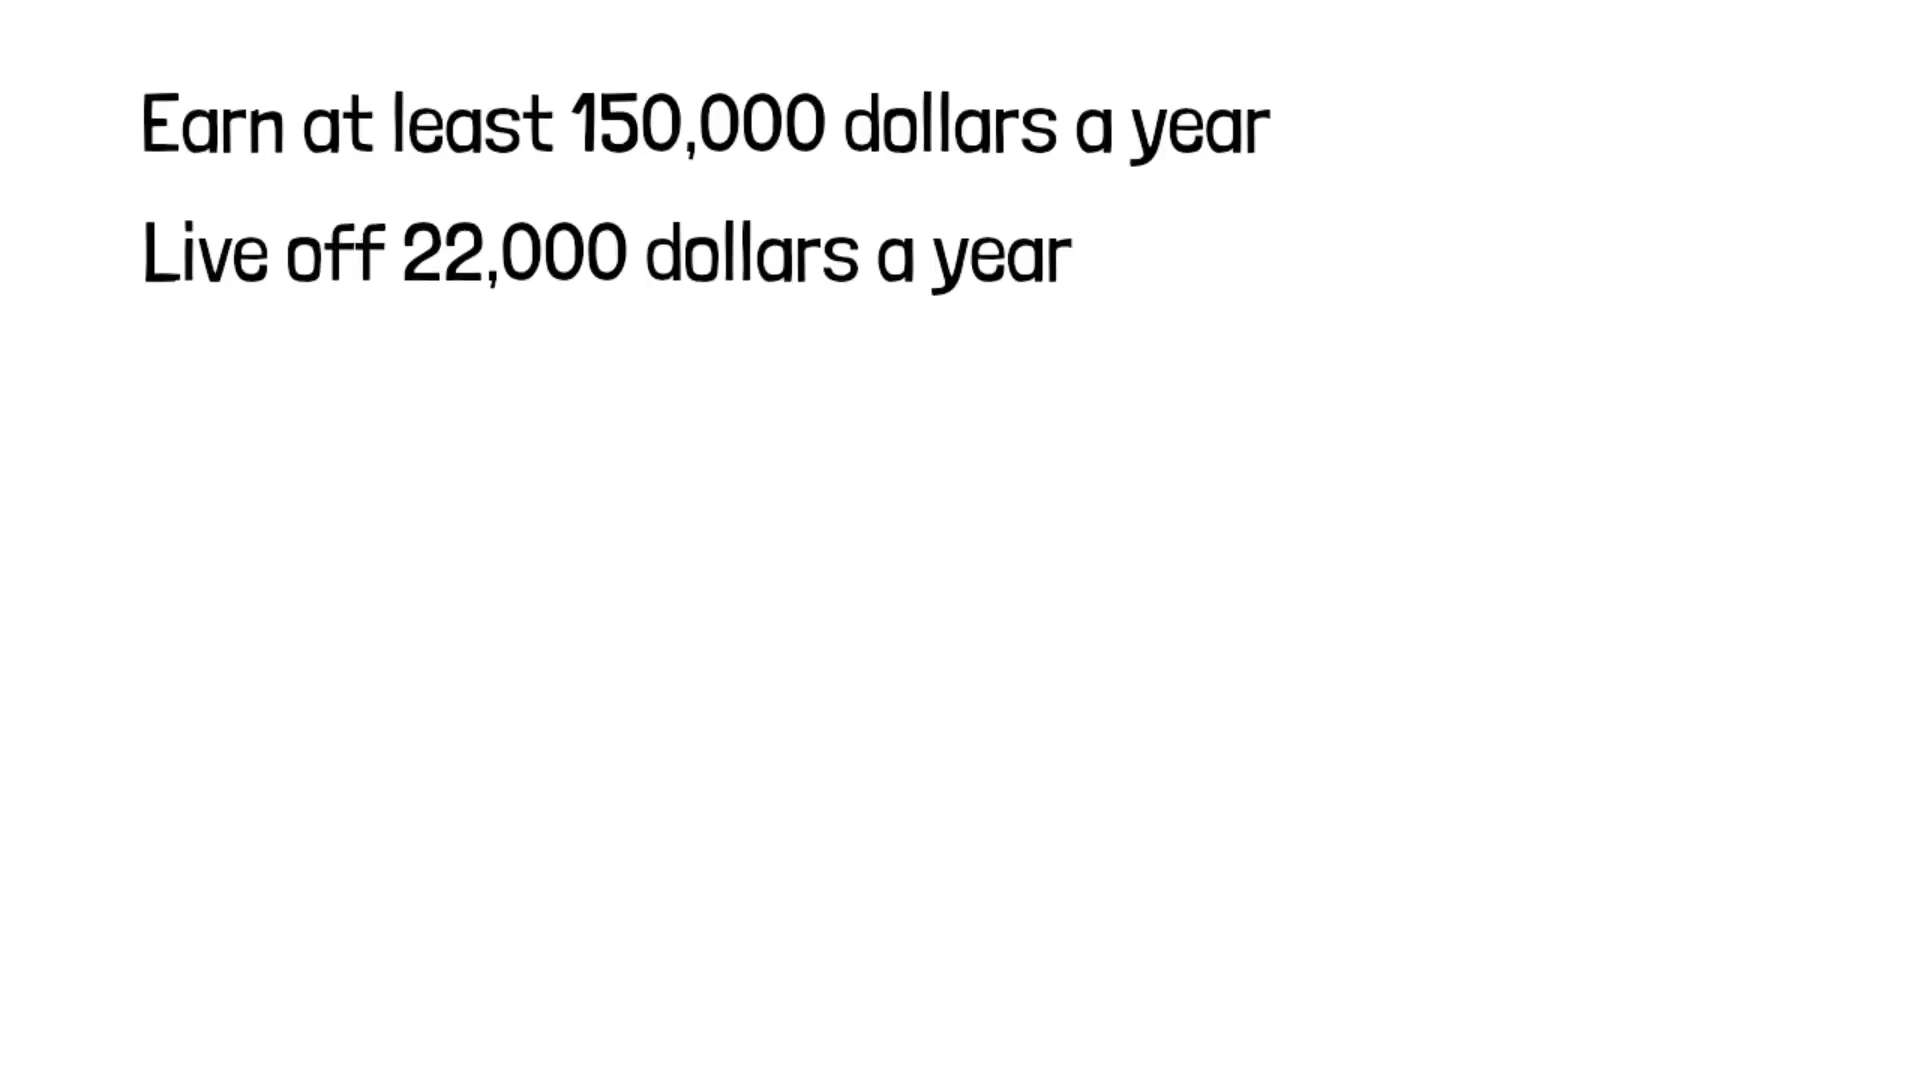 Earn at least 150,000 dollars a year
Live off 22,000 dollars a year